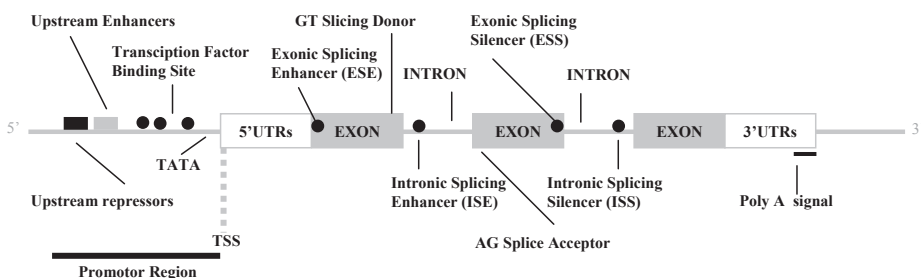 Upstream Enhancers
GT Slicing Donor
Exonic Splicing
Silencer (ESS)
Transciption Factor
Binding Site
Exonic Splicing
Enhancer (ESE)
INTRON
INTRON
5’
5’UTRs
EXON
EXON
EXON
3’UTRs
3
TATA
Upstream repressors
Intronic Splicing
Enhancer (ISE)
Intronic Splicing
Silencer (ISS)
Poly A signal
TSS
AG Splice Acceptor
Promotor Region